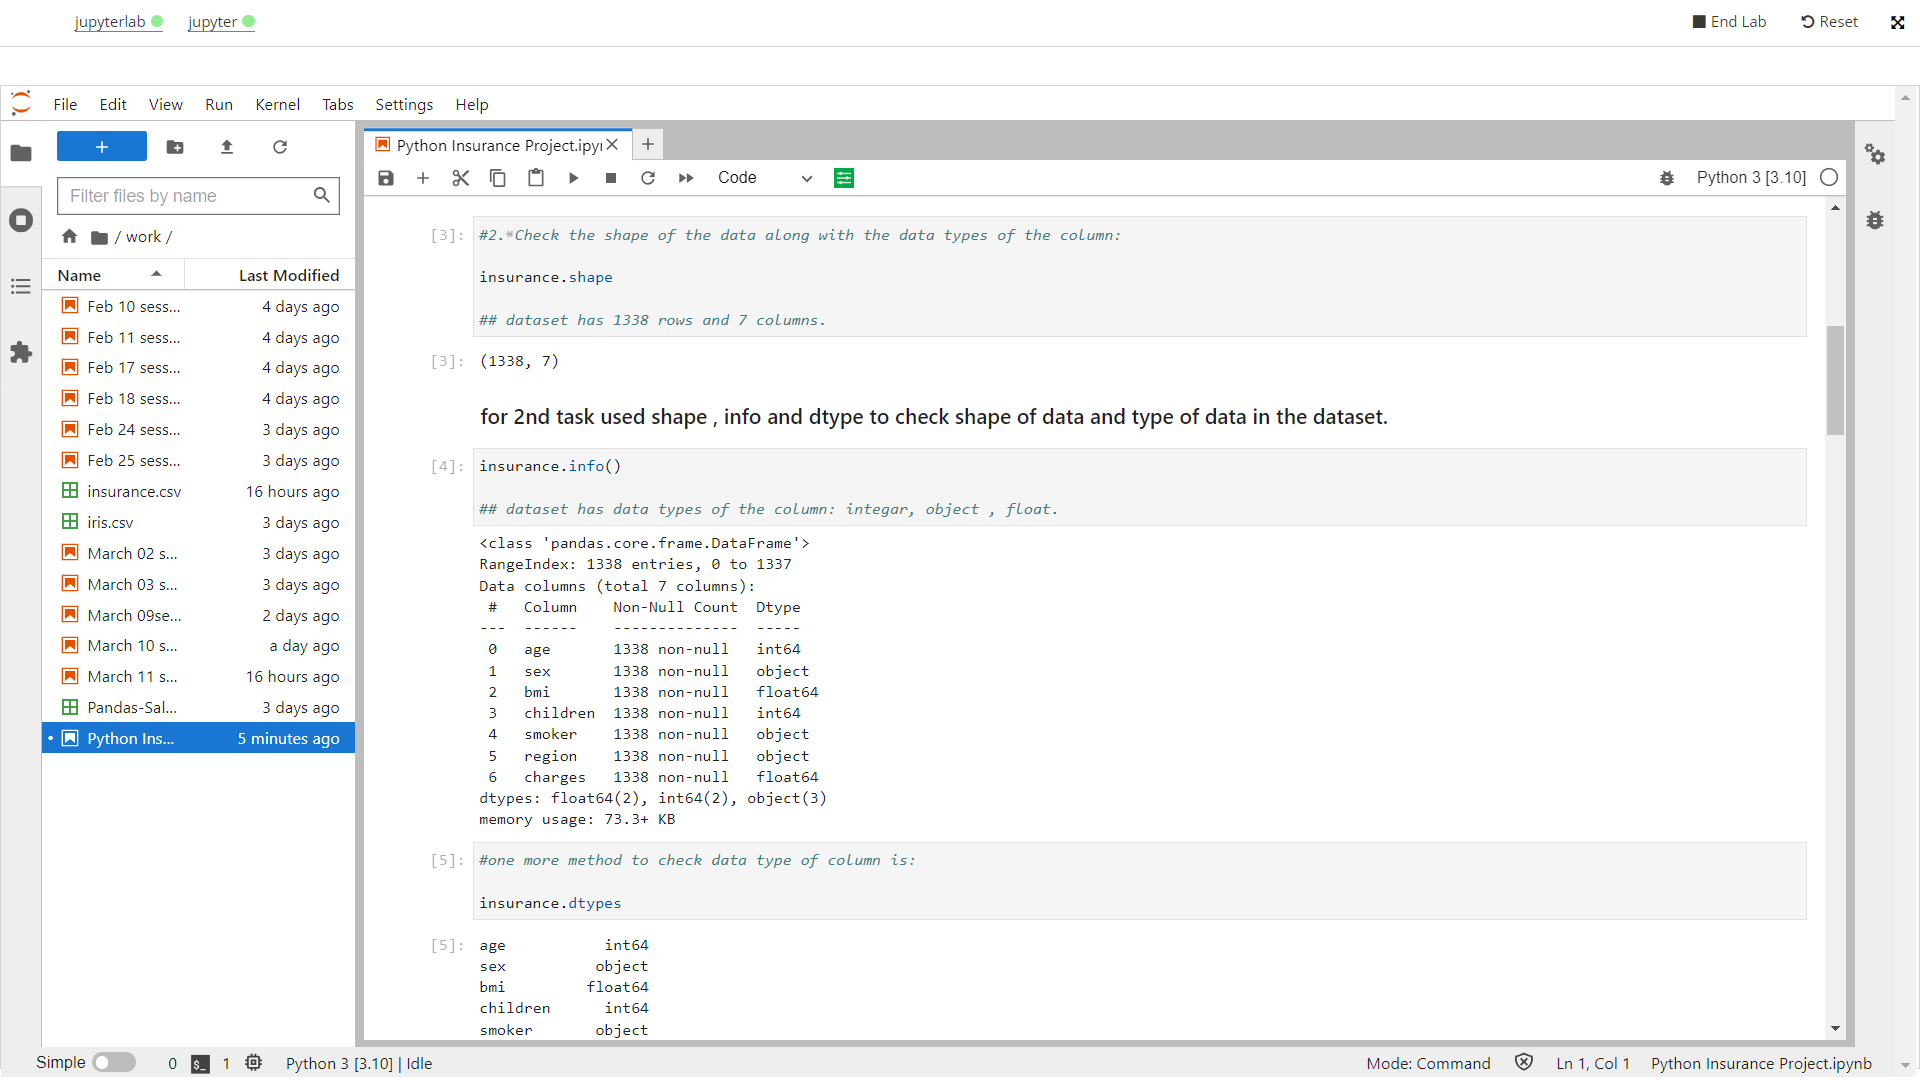 jupyterlab jupyter End Lab Reset
File Edit View Run Kernel Tabs Settings Help
+
Python Insurance Project.ipyn
+
Filter files by name
Code
Python 3 [3.10]
/ work /
Name Last Modified
Feb 10 sess... 4 days ago
Feb 11 sess... 4 days ago
Feb 17 sess... 4 days ago
Feb 18 sess... 4 days ago
Feb 24 sess... 3 days ago
Feb 25 sess... 3 days ago
insurance.csv 16 hours ago
iris.csv 3 days ago
March 02 s... 3 days ago
March 03 s... 3 days ago
March 09se... 2 days ago
March 10 s... a day ago
March 11 s... 16 hours ago
Pandas-Sal... 3 days ago
• Python Ins... 5 minutes ago
[3]: #2.*Check the shape of the data along with the data types of the column:
insurance.shape
## dataset has 1338 rows and 7 columns.
[3]: (1338, 7)
for 2nd task used shape , info and dtype to check shape of data and type of data in the dataset.
[4]: insurance.info()
## dataset has data types of the column: integar, object , float.
<class 'pandas.core.frame.DataFrame'>
RangeIndex: 1338 entries, 0 to 1337
Data columns (total 7 columns):
# Column Non-Null Count Dtype
--- ------ -------------- -----
0 age 1338 non-null int64
1 sex 1338 non-null object
2 bmi 1338 non-null float64
3 children 1338 non-null int64
4 smoker 1338 non-null object
5 region 1338 non-null object
6 charges 1338 non-null float64
dtypes: float64(2), int64(2), object(3)
memory usage: 73.3+ KB
[5]: #one more method to check data type of column is:
insurance.dtypes
[5]: age int64
sex object
bmi float64
children int64
smoker object
Simple 0 $_ 1 Python 3 [3.10] | Idle Mode: Command Ln 1, Col 1 Python Insurance Project.ipynb